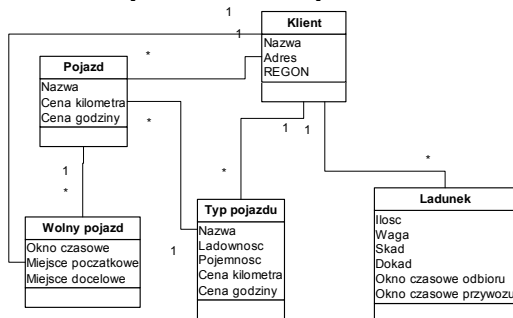 1
Klient
1
Nazwa
Adres
REGON
*
Pojazd
Nazwa
Cena kilometra
Cena godziny
*
1
1
1
*
*
*
Wolny pojazd
Okno czasowe
Miejsce początkowe
Miejsce docelowe
Typ pojazdu
Nazwa
Ladownosc
Pojemnosc
Cena kilometra
Cena godziny
1
Ladunek
Ilosc
Waga
Skad
Dokad
Okno czasowe odbioru
Okno czasowe przywozu